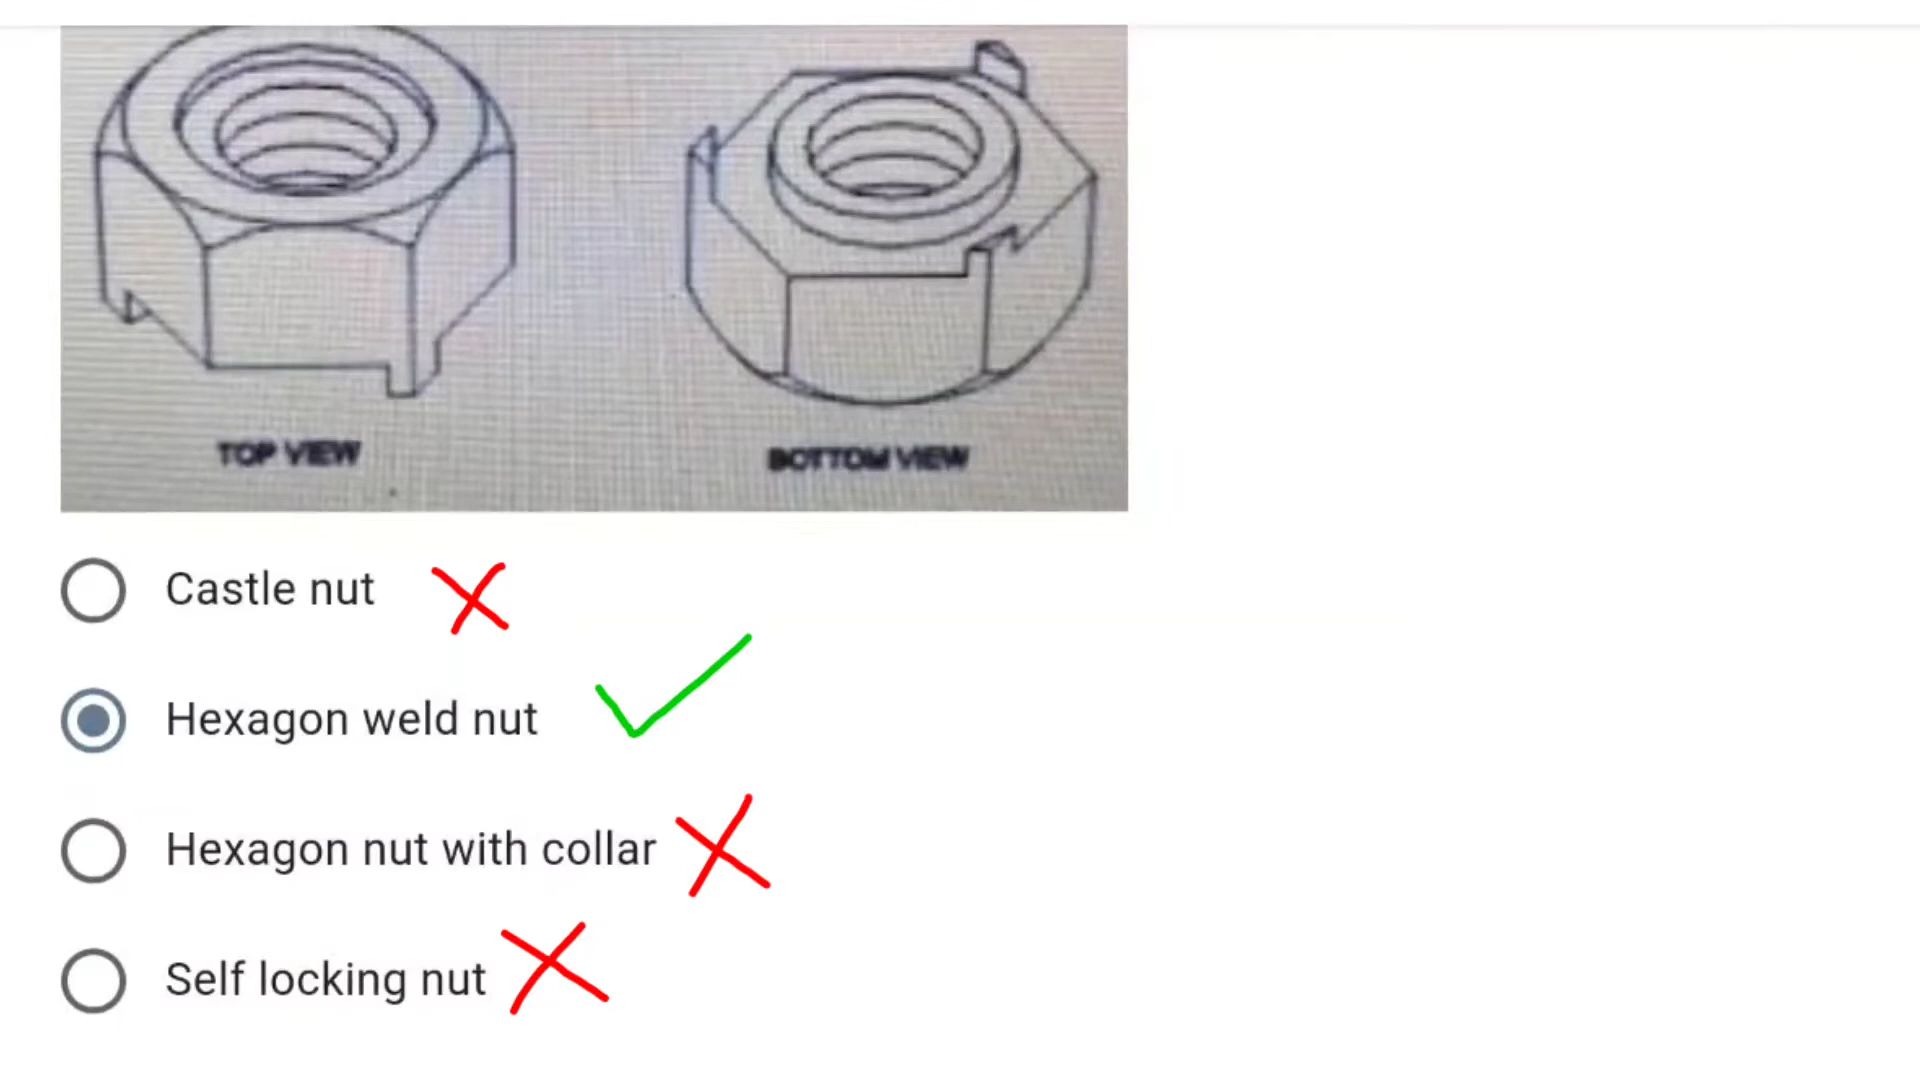 TOP VIEW
BOTTOM VIEW
Castle nut
Hexagon weld nut
Hexagon nut with collar
Self locking nut